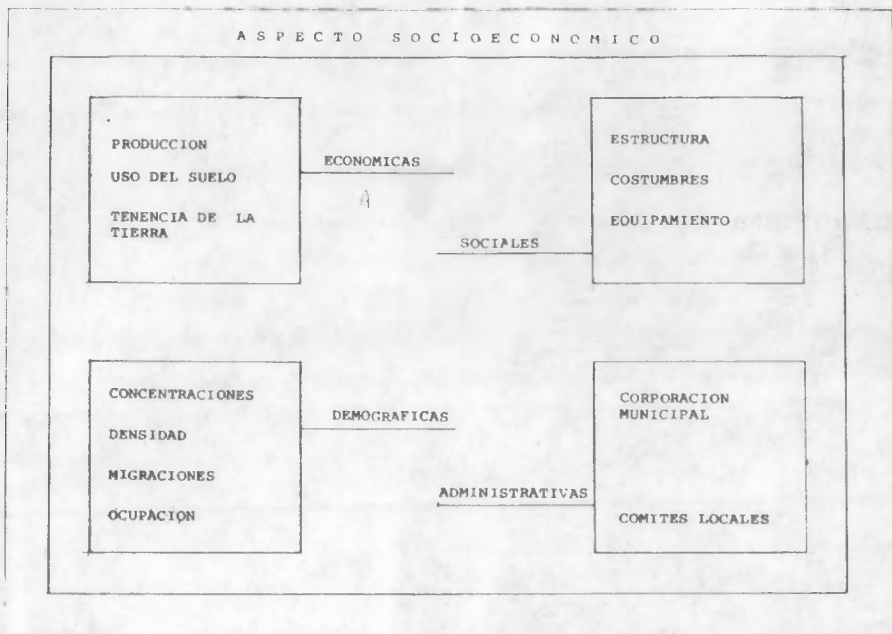 ASPECTO SOCIOECONOMICO
PRODUCCION
USO DEL SUELO
TENENCIA DE LA
TIERRA
ECONOMICAS
SOCIALES
ESTRUCTURA
COSTUMBRES
EQUIPAMIENTO
CONCENTRACIONES
DENSIDAD
MIGRACIONES
OCUPACION
DEMOGRAFICAS
ADMINISTRATIVAS
CORPORACION
MUNICIPAL
COMITES LOCALES